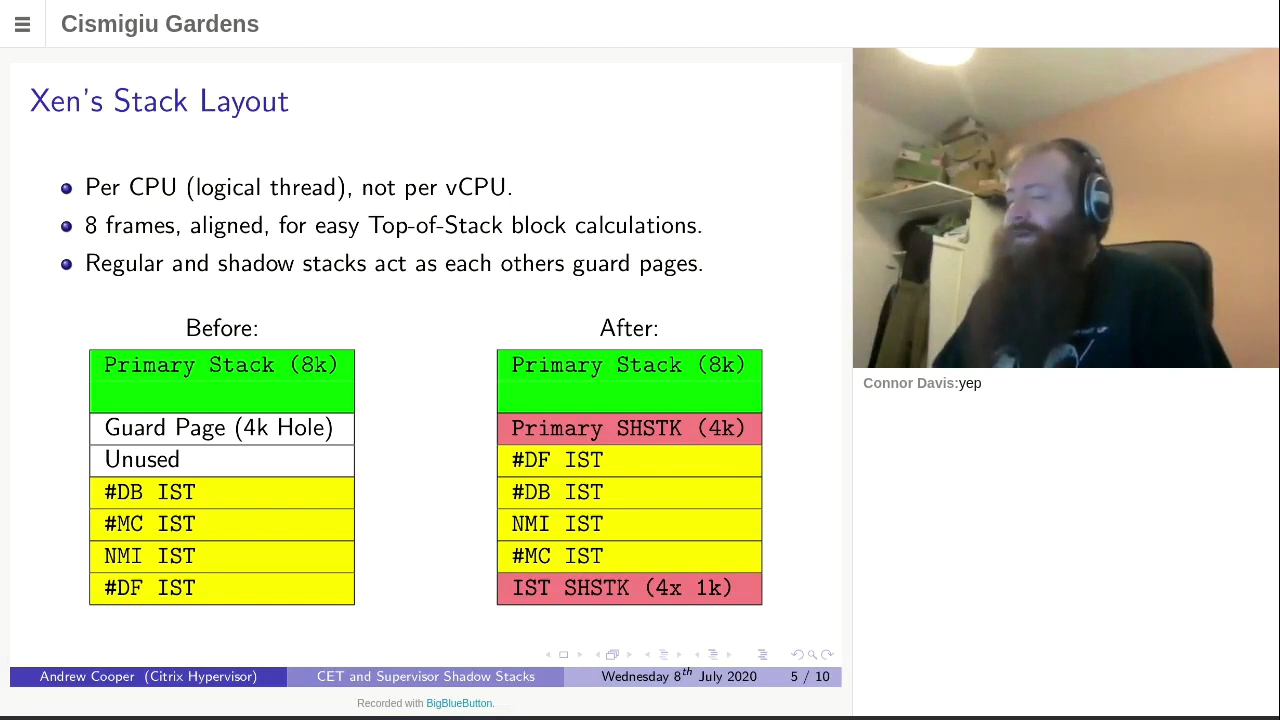 Cismigiu Gardens
Xen's Stack Layout
Per CPU (logical thread), not per vCPU.
8 frames, aligned, for easy Top-of-Stack block calculations.
Regular and shadow stacks act as each others guard pages.
Before:
Primary Stack (8k)
Guard Page (4k Hole)
Unused
#DB IST
#MC IST
NMI IST
#DF IST
After:
Primary Stack (8k)
Primary SHSTK (4k)
#DF IST
#DB IST
NMI IST
#MC IST
IST SHSTK (4x 1k)
Andrew Cooper (Citrix Hypervisor) CET and Supervisor Shadow Stacks Wednesday 8th July 2020 5 / 10
Recorded with BigBlueButton.
Connor Davis:yep